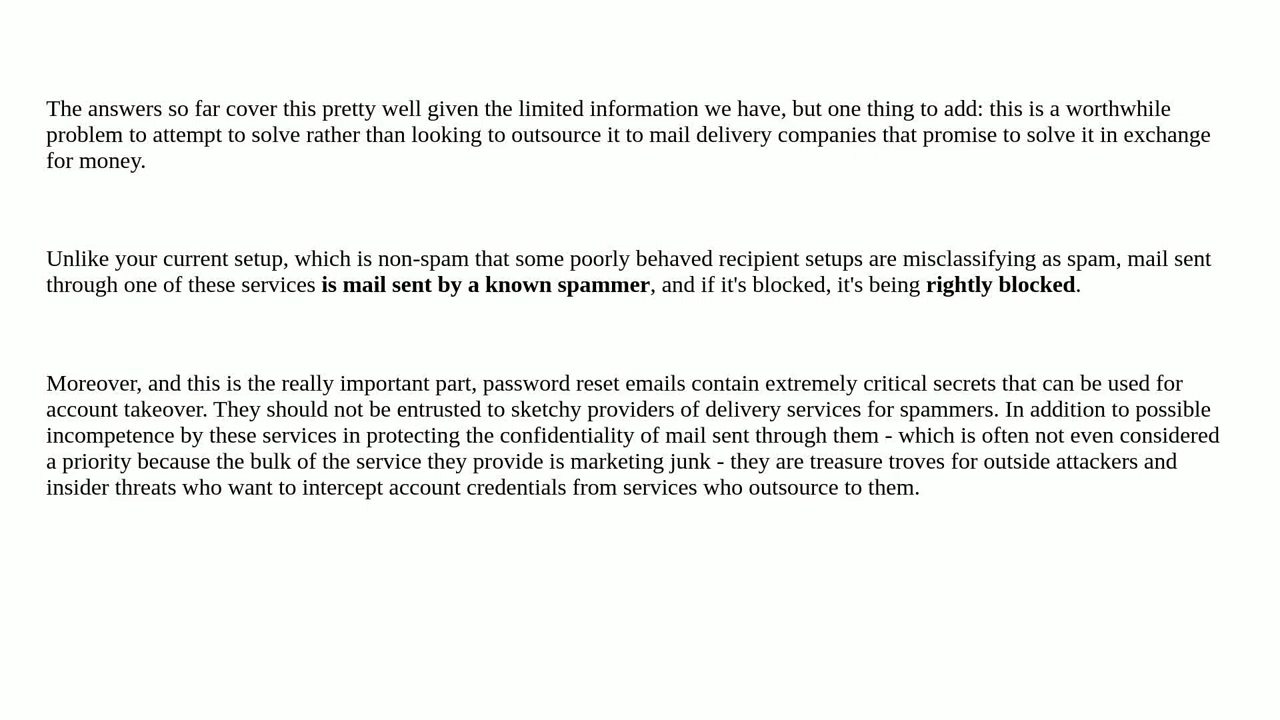 The answers so far cover this pretty well given the limited information we have, but one thing to add: this is a worthwhile
problem to attempt to solve rather than looking to outsource it to mail delivery companies that promise to solve it in exchange
for money.
Unlike your current setup, which is non-spam that some poorly behaved recipient setups are misclassifying as spam, mail sent
through one of these services is mail sent by a known spammer, and if it's blocked, it's being rightly blocked.
Moreover, and this is the really important part, password reset emails contain extremely critical secrets that can be used for
account takeover. They should not be entrusted to sketchy providers of delivery services for spammers. In addition to possible
incompetence by these services in protecting the confidentiality of mail sent through them - which is often not even considered
a priority because the bulk of the service they provide is marketing junk - they are treasure troves for outside attackers and
insider threats who want to intercept account credentials from services who outsource to them.